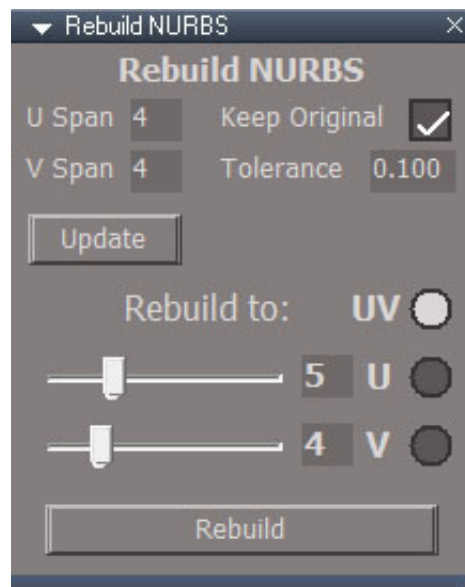 Rebuild NURBS
Rebuild NURBS
U Span 4 Keep Original
V Span 4 Tolerance 0.100
Update
Rebuild to: UV
5 U
4 V
Rebuild